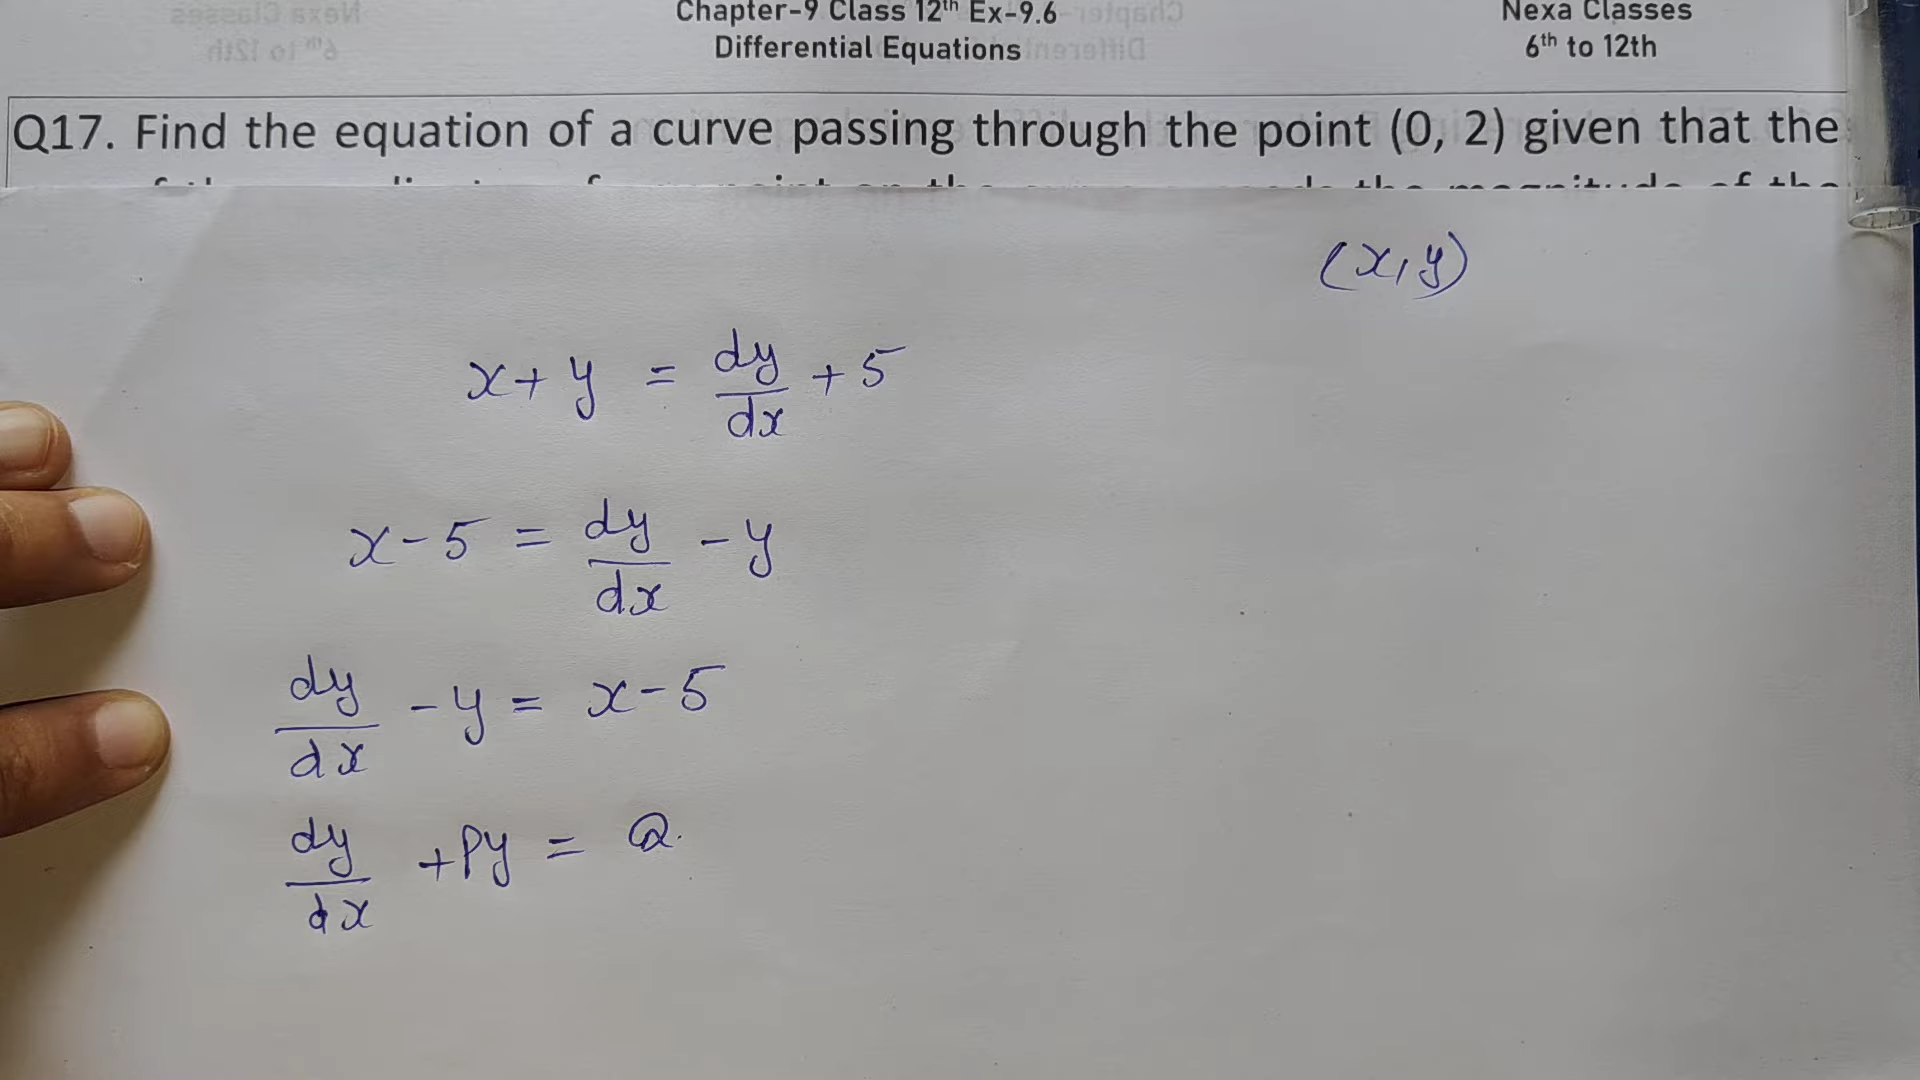 Chapter-9 Class 12th Ex-9.6
Differential Equations
Nexa Classes
6th to 12th
Q17. Find the equation of a curve passing through the point (0, 2) given that the
(x, y)
x + y = dy/dx + 5
x - 5 = dy/dx - y
dy/dx - y = x - 5
dy/dx + Py = Q.